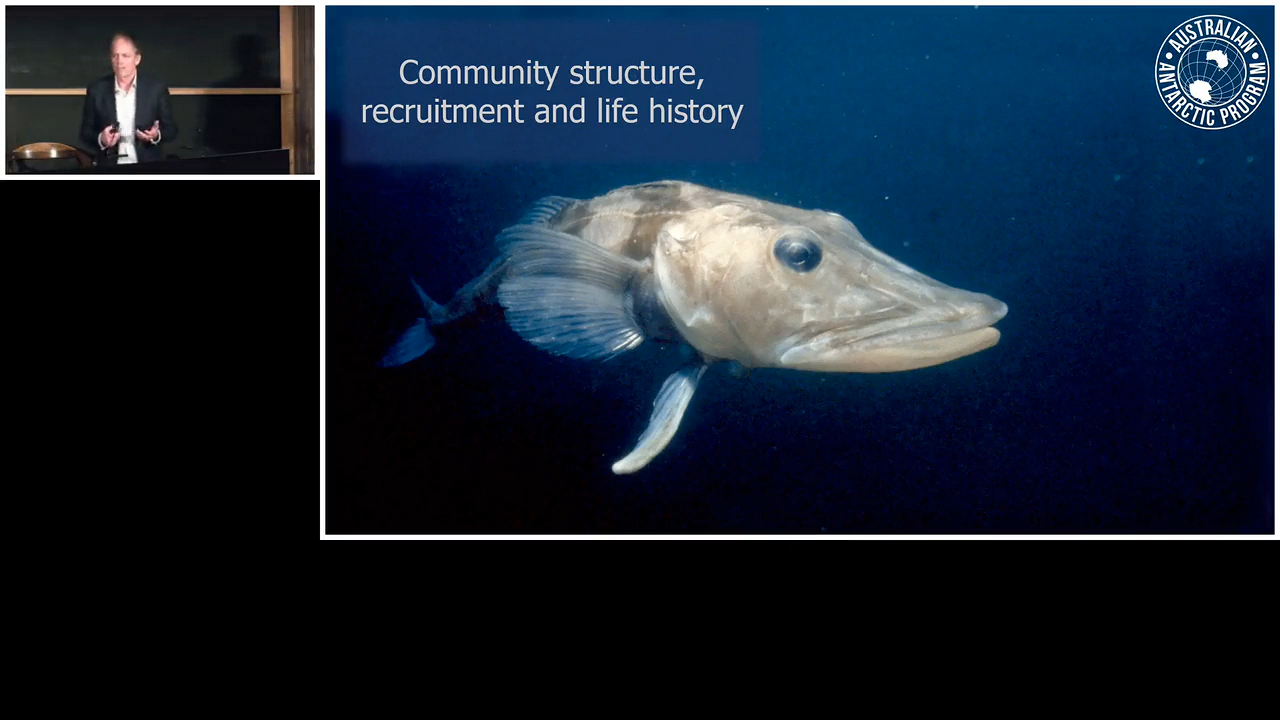 Community structure,
recruitment and life history
AUSTRALIAN
ANTARCTIC PROGRAM